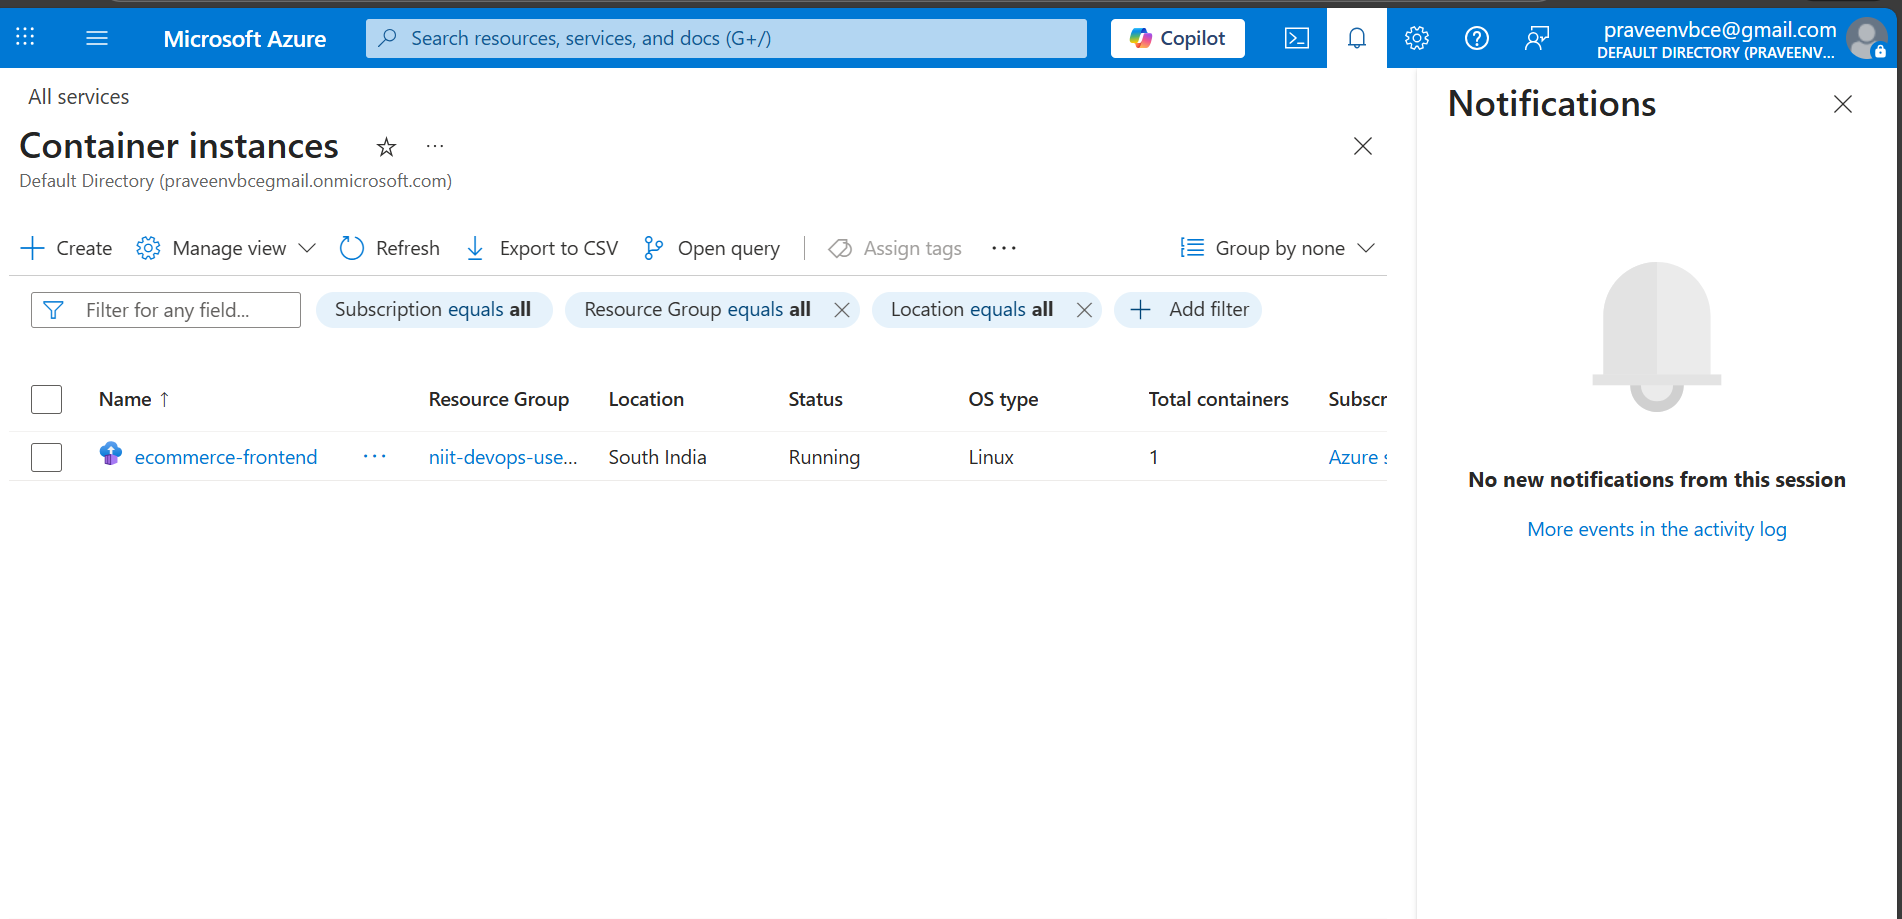 Microsoft Azure
Search resources, services, and docs (G+/)
Copilot
praveenvbce@gmail.com
DEFAULT DIRECTORY (PRAVEENV...
All services
Container instances
...
Default Directory (praveenvbcegmail.onmicrosoft.com)
Create
Manage view
Refresh
Export to CSV
Open query
Assign tags
...
Group by none
Filter for any field...
Subscription equals all
Resource Group equals all
Location equals all
Add filter
Name ↑ Resource Group Location Status OS type Total containers Subscr
ecommerce-frontend ... niit-devops-use... South India Running Linux 1 Azure s
Notifications
No new notifications from this session
More events in the activity log